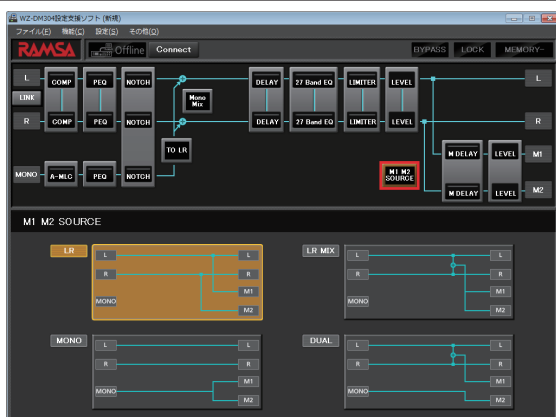 WZ-DM304設定支援ソフト (新規)
ファイル(F) 機能(C) 設定(S) その他(O)
RAMSA Offline Connect BYPASS LOCK MEMORY-
L COMP PEQ NOTCH DELAY 27 Band EQ LIMITER LEVEL L
LINK Mono Mix
R COMP PEQ NOTCH DELAY 27 Band EQ LIMITER LEVEL R
TO LR M DELAY LEVEL M1
MONO A-MLC PEQ NOTCH M1 M2 SOURCE
M DELAY LEVEL M2
M1 M2 SOURCE
LR L L LR MIX L L
R R R R
MONO M1 MONO M1
M2 M2
MONO L L DUAL L L
R R R R
MONO M1 MONO M1
M2 M2